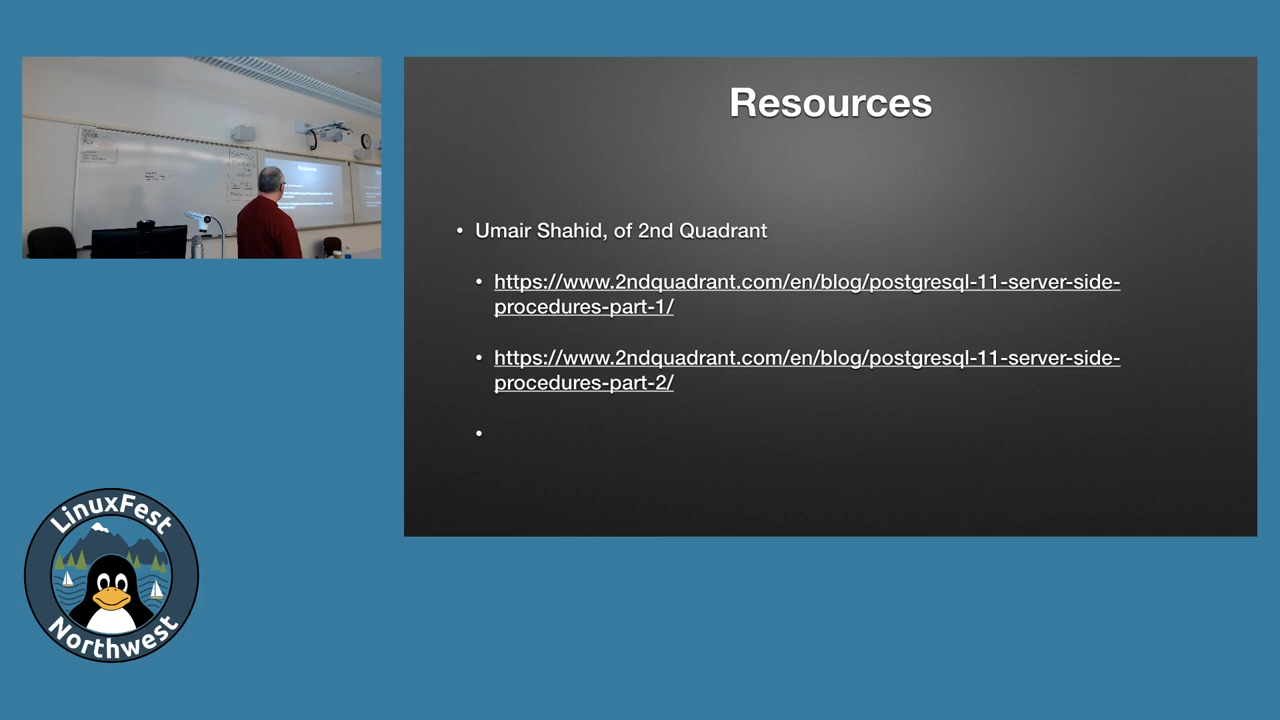 Resources
• Umair Shahid, of 2nd Quadrant
• https://www.2ndquadrant.com/en/blog/postgresql-11-server-side-
procedures-part-1/
• https://www.2ndquadrant.com/en/blog/postgresql-11-server-side-
procedures-part-2/
•
LinuxFest
Northwest